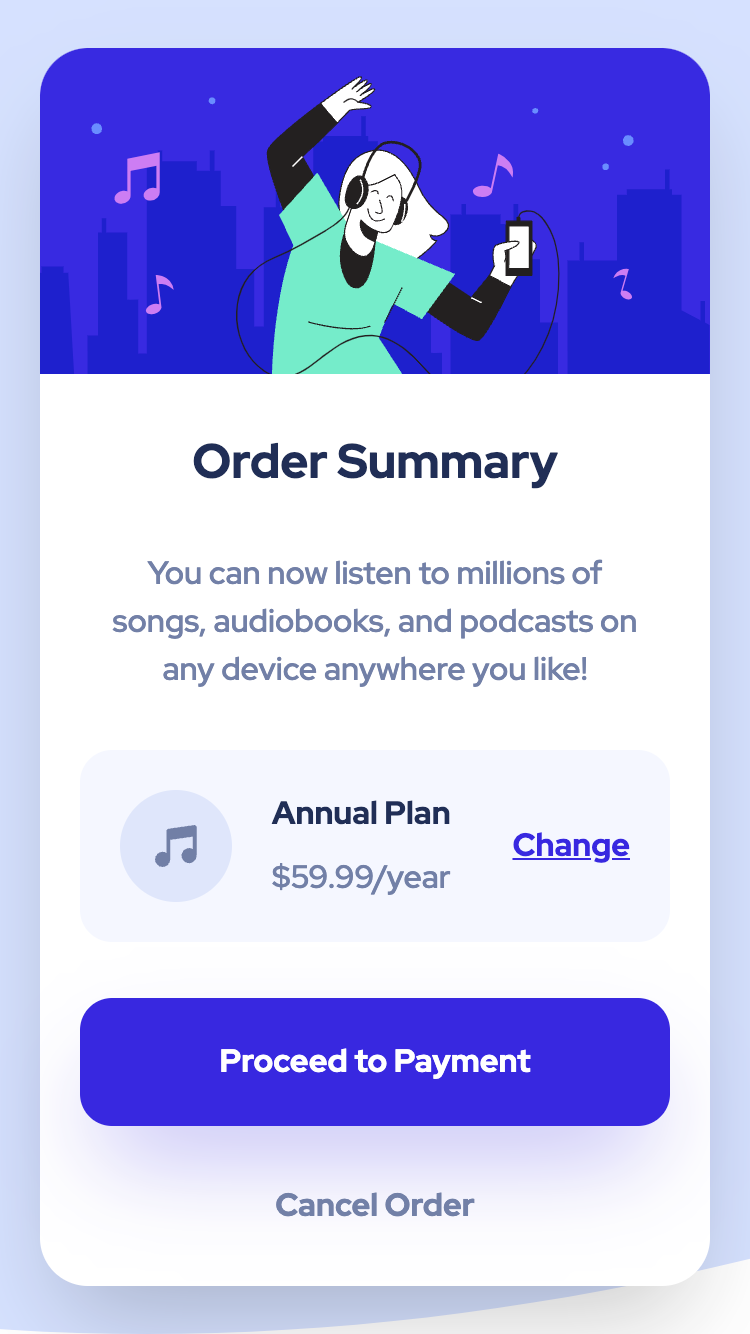 Order Summary
You can now listen to millions of
songs, audiobooks, and podcasts on
any device anywhere you like!
Annual Plan
$59.99/year
Change
Proceed to Payment
Cancel Order